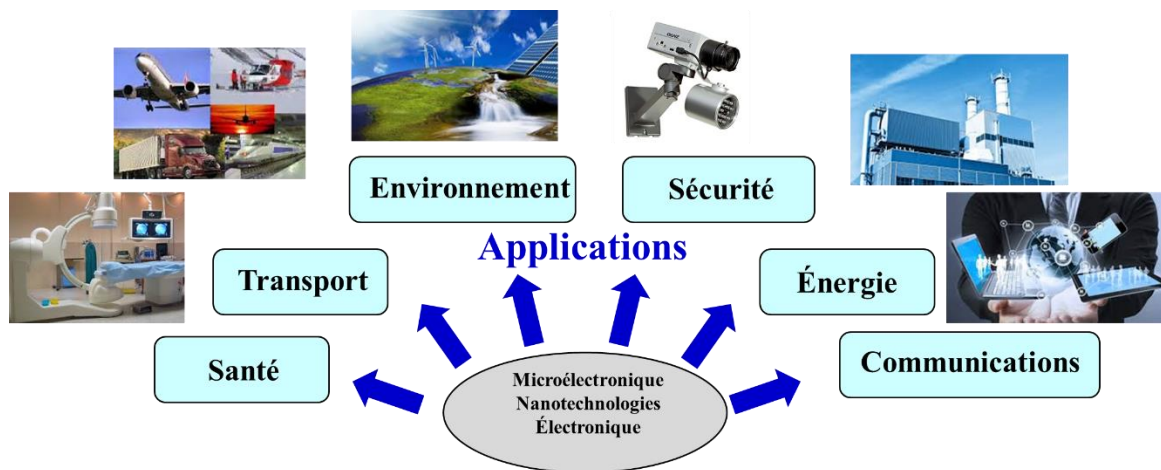 Environnement
Sécurité
Applications
Transport
Énergie
Santé
Communications
Microélectronique
Nanotechnologies
Électronique